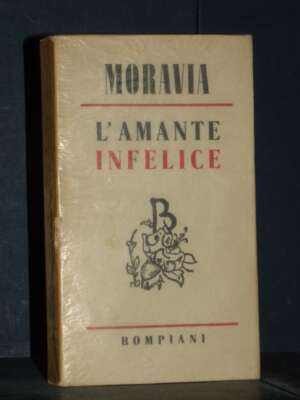 MORAVIA
L'AMANTE
INFELICE
B
BOMPIANI